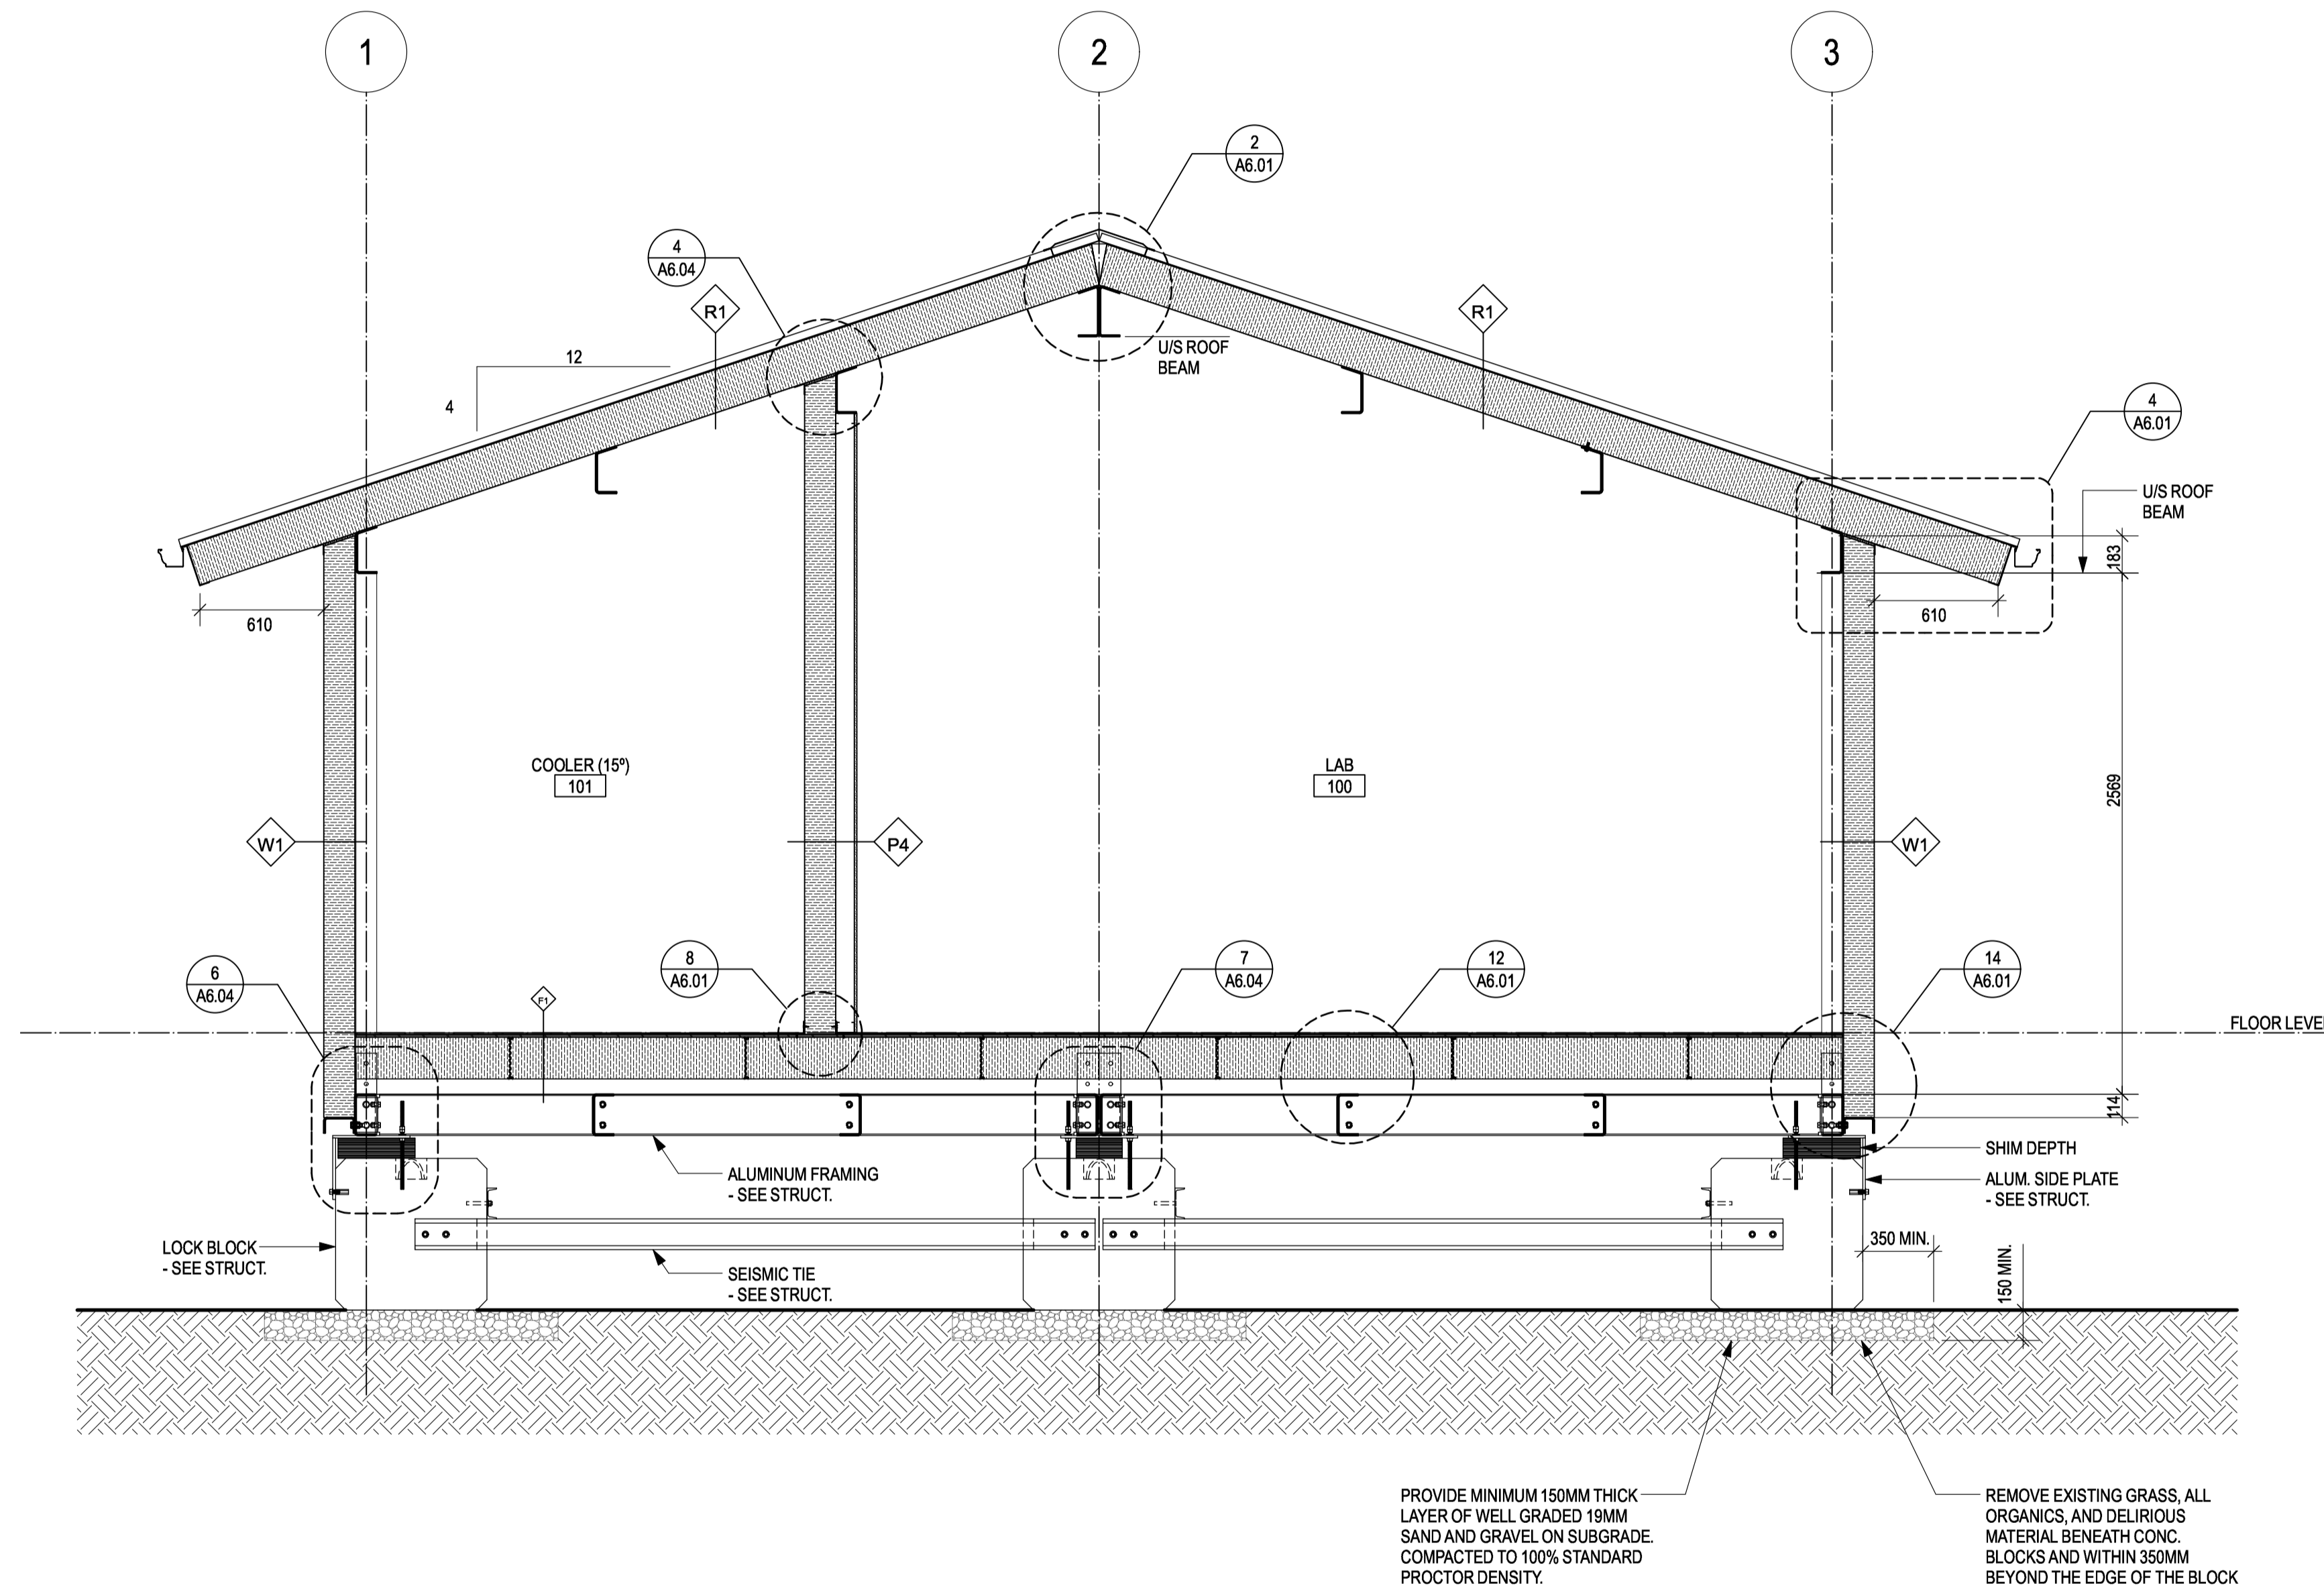 1
2
3
2
A6.01
4
A6.04
R1
R1
U/S ROOF
BEAM
12
4
4
A6.01
U/S ROOF
BEAM
183
610
610
COOLER (15º)
101
LAB
100
2569
W1
P4
W1
6
A6.04
8
A6.01
7
A6.04
12
A6.01
14
A6.01
F1
FLOOR LEVEL
114
SHIM DEPTH
ALUMINUM FRAMING
- SEE STRUCT.
ALUM. SIDE PLATE
- SEE STRUCT.
LOCK BLOCK
- SEE STRUCT.
SEISMIC TIE
- SEE STRUCT.
350 MIN.
150 MIN.
PROVIDE MINIMUM 150MM THICK
LAYER OF WELL GRADED 19MM
SAND AND GRAVEL ON SUBGRADE.
COMPACTED TO 100% STANDARD
PROCTOR DENSITY.
REMOVE EXISTING GRASS, ALL
ORGANICS, AND DELIRIOUS
MATERIAL BENEATH CONC.
BLOCKS AND WITHIN 350MM
BEYOND THE EDGE OF THE BLOCK